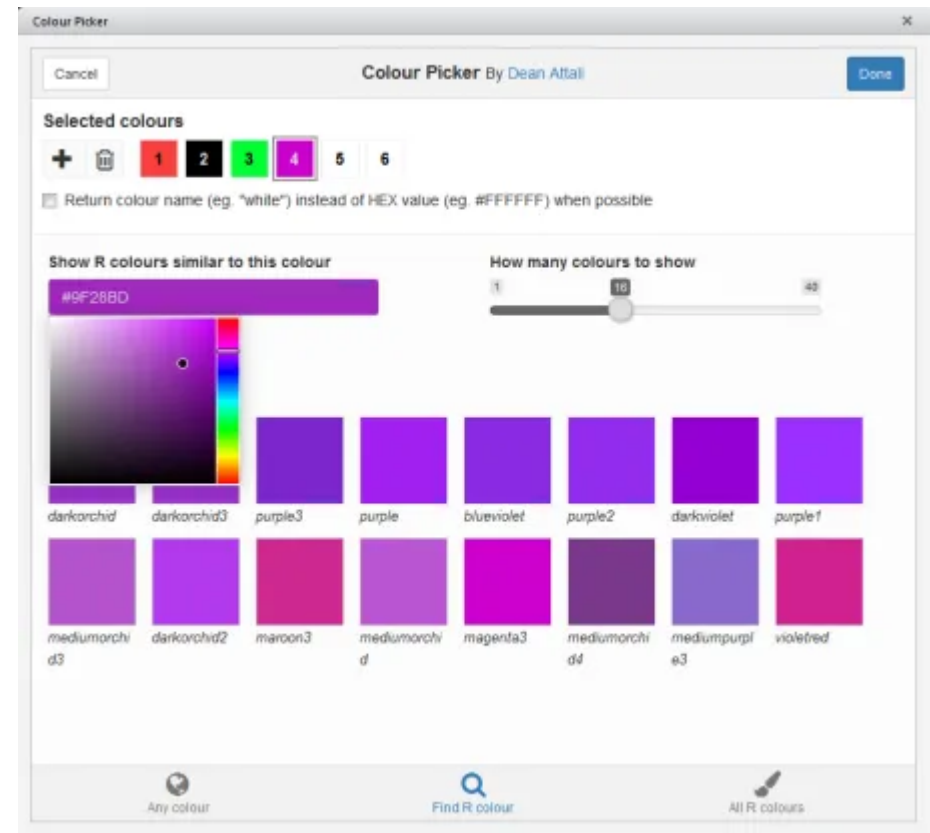 Colour Picker ×
Cancel Colour Picker By Dean Attali Done
Selected colours
1 2 3 4 5 6
Return colour name (eg. "white") instead of HEX value (eg. #FFFFFF) when possible
Show R colours similar to this colour How many colours to show
#9F28BD 1 16 40
darkorchid darkorchid3 purple3 purple blueviolet purple2 darkviolet purple1
mediumorchi darkorchid2 maroon3 mediumorchi magenta3 mediumorchi mediumpurpl violetred
d3 d d4 e3
Any colour Find R colour All R colours